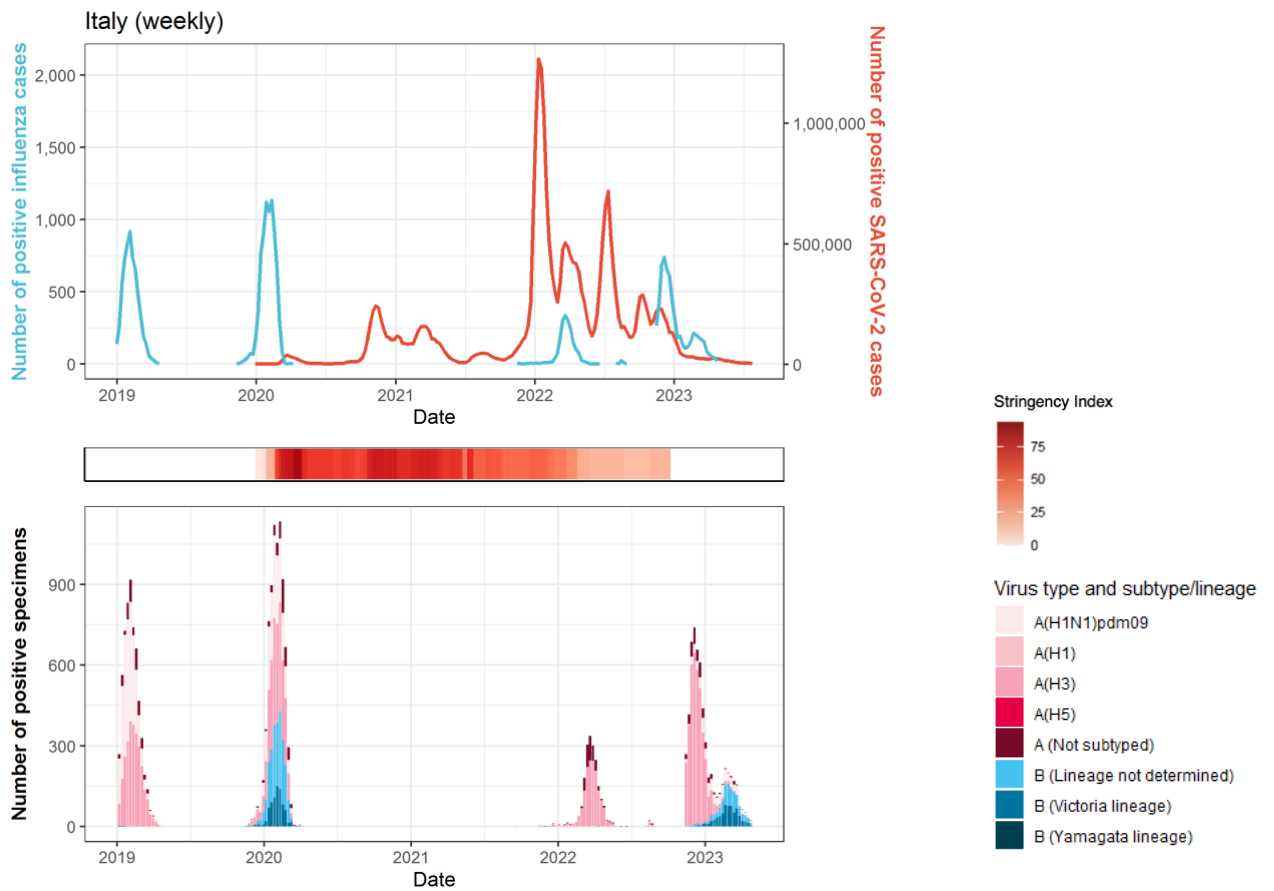 Italy (weekly)
Number of positive influenza cases
2,000
1,500
1,000
500
0
1,000,000
500,000
0
Number of positive SARS-CoV-2 cases
2019
2020
2021
2022
2023
Date
Stringency Index
75
50
25
0
Number of positive specimens
900
600
300
0
2019
2020
2021
2022
2023
Date
Virus type and subtype/lineage
A(H1N1)pdm09
A(H1)
A(H3)
A(H5)
A (Not subtyped)
B (Lineage not determined)
B (Victoria lineage)
B (Yamagata lineage)